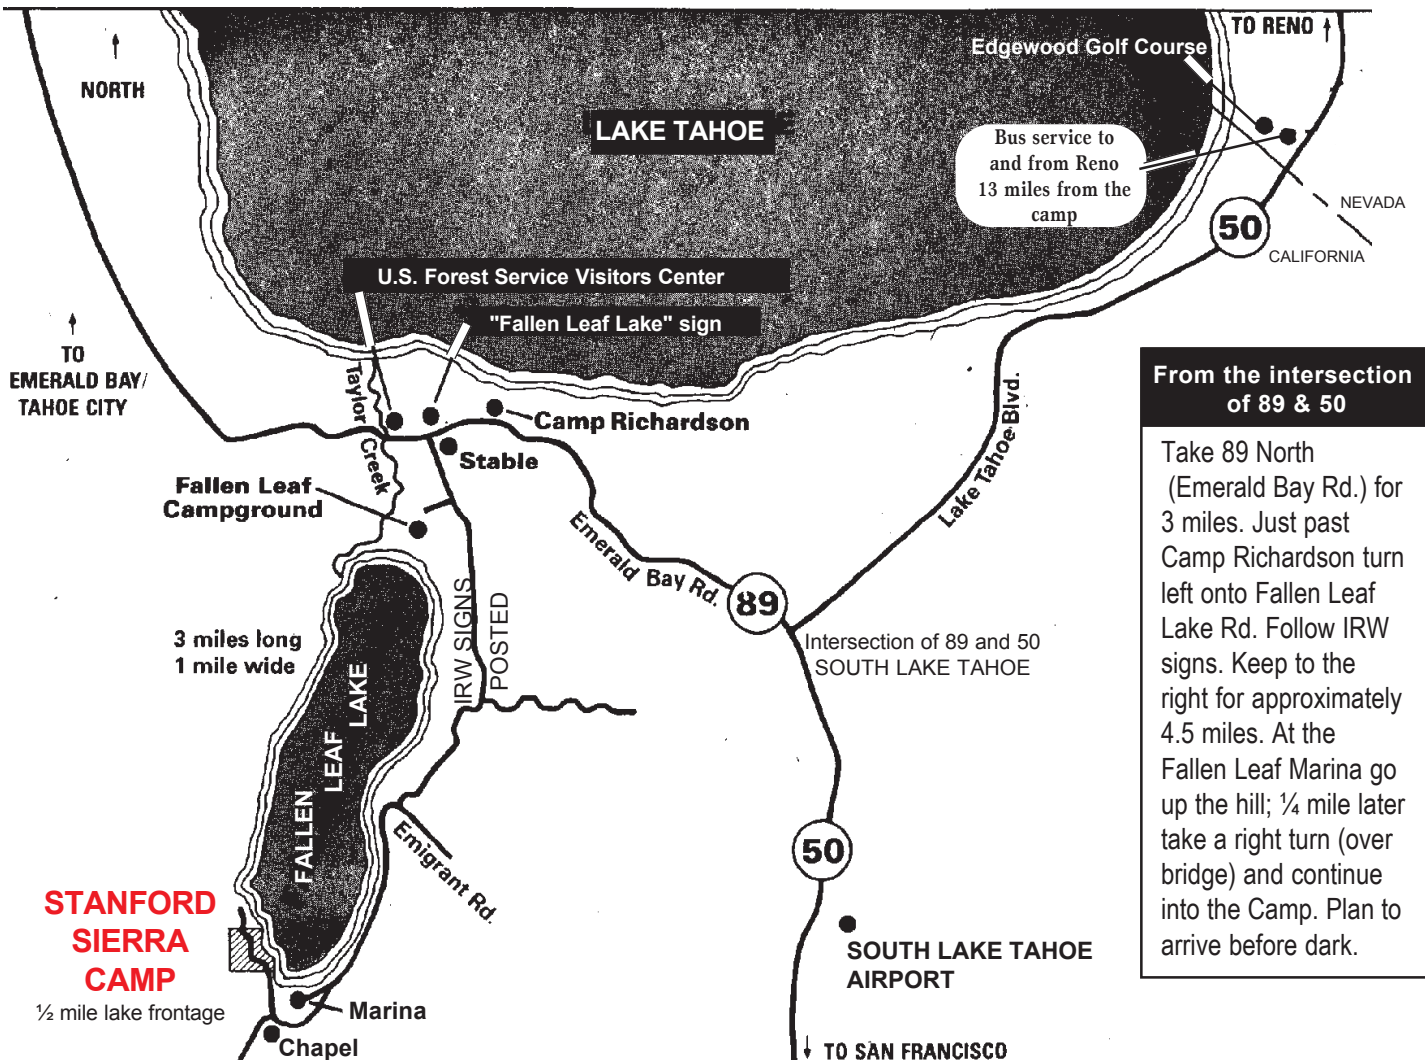 TO RENO
Edgewood Golf Course
NORTH
LAKE TAHOE
Bus service to
and from Reno
13 miles from the
camp
NEVADA
50
CALIFORNIA
U.S. Forest Service Visitors Center
"Fallen Leaf Lake" sign
TO
EMERALD BAY/
TAHOE CITY
Taylor Creek
Camp Richardson
Stable
Fallen Leaf
Campground
Lake Tahoe Blvd.
Emerald Bay Rd.
89
Intersection of 89 and 50
SOUTH LAKE TAHOE
IRW SIGNS
POSTED
3 miles long
1 mile wide
FALLEN LEAF LAKE
Emigrant Rd.
50
STANFORD
SIERRA
CAMP
½ mile lake frontage
SOUTH LAKE TAHOE
AIRPORT
Marina
Chapel
TO SAN FRANCISCO
From the intersection
of 89 & 50
Take 89 North
(Emerald Bay Rd.) for
3 miles. Just past
Camp Richardson turn
left onto Fallen Leaf
Lake Rd. Follow IRW
signs. Keep to the
right for approximately
4.5 miles. At the
Fallen Leaf Marina go
up the hill; ¼ mile later
take a right turn (over
bridge) and continue
into the Camp. Plan to
arrive before dark.